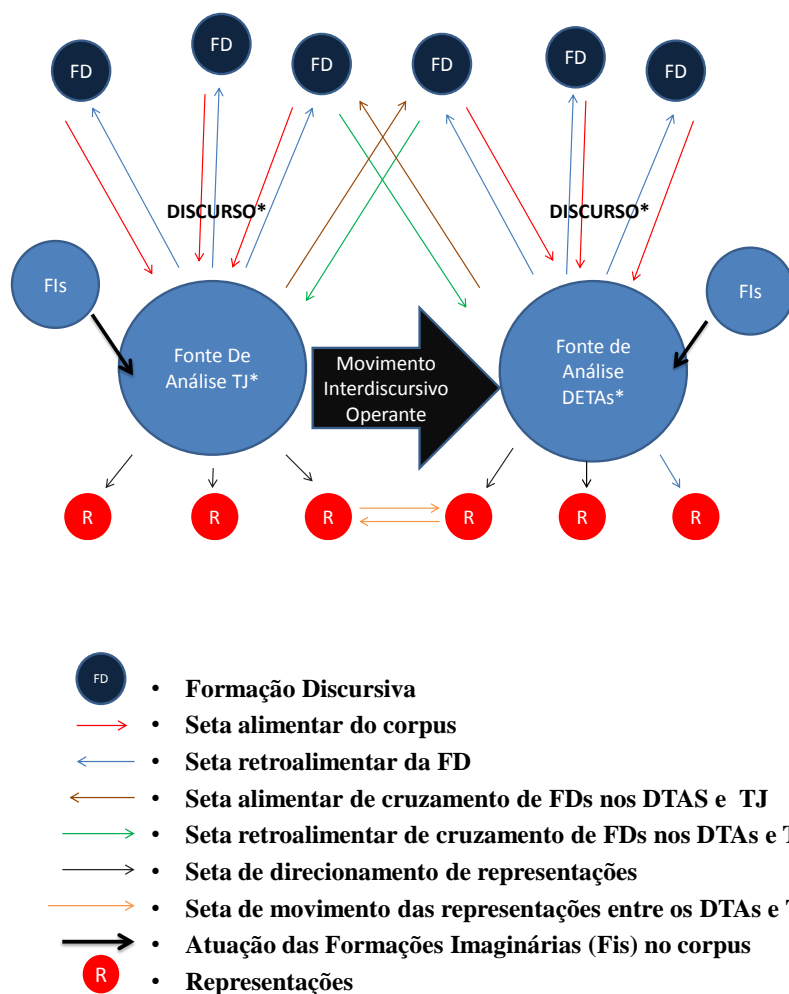 FD
FD
FD
FD
FD
FD
DISCURSO*
DISCURSO*
FIs
FIs
Fonte De
Análise TJ*
Movimento
Interdiscursivo
Operante
Fonte de
Análise
DETAs*
R
R
R
R
R
R
FD
• Formação Discursiva
• Seta alimentar do corpus
• Seta retroalimentar da FD
• Seta alimentar de cruzamento de FDs nos DTAS e TJ
• Seta retroalimentar de cruzamento de FDs nos DTAs e
• Seta de direcionamento de representações
• Seta de movimento das representações entre os DTAs e
• Atuação das Formações Imaginárias (Fis) no corpus
R
• Representações